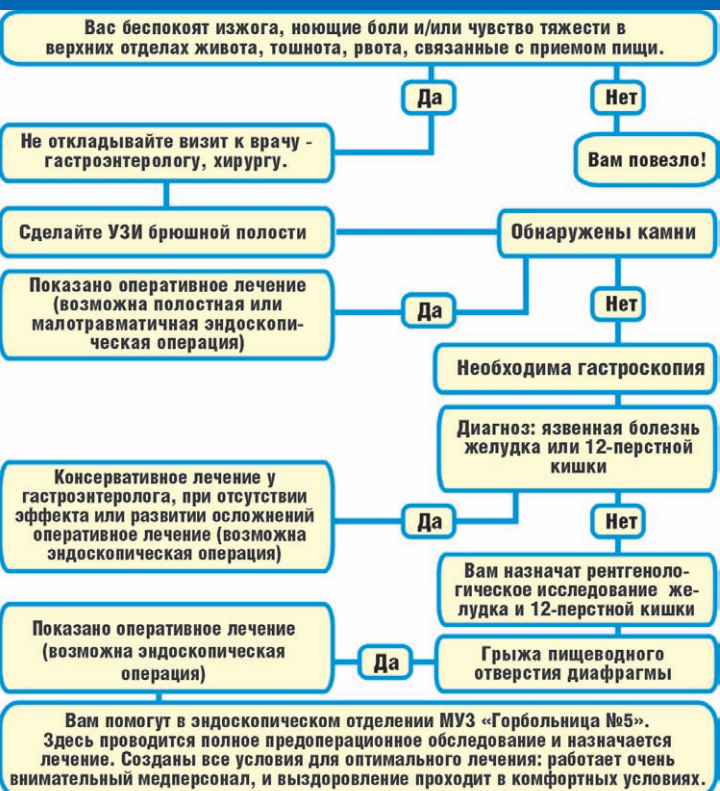 Вас беспокоят изжога, ноющие боли и/или чувство тяжести в
верхних отделах живота, тошнота, рвота, связанные с приемом пищи.
Да
Нет
Не откладывайте визит к врачу -
гастроэнтерологу, хирургу.
Вам повезло!
Сделайте УЗИ брюшной полости
Обнаружены камни
Показано оперативное лечение
(возможна полостная или
малотравматичная эндоскопи-
ческая операция)
Да
Нет
Необходима гастроскопия
Диагноз: язвенная болезнь
желудка или 12-перстной
кишки
Консервативное лечение у
гастроэнтеролога, при отсутствии
эффекта или развитии осложнений
оперативное лечение (возможна
эндоскопическая операция)
Да
Нет
Вам назначат рентгеноло-
гическое исследование же-
лудка и 12-перстной кишки
Показано оперативное лечение
(возможна эндоскопическая
операция)
Да
Грыжа пищеводного
отверстия диафрагмы
Вам помогут в эндоскопическом отделении МУЗ «Горбольница №5».
Здесь проводится полное предоперационное обследование и назначается
лечение. Созданы все условия для оптимального лечения: работает очень
внимательный медперсонал, и выздоровление проходит в комфортных условиях.